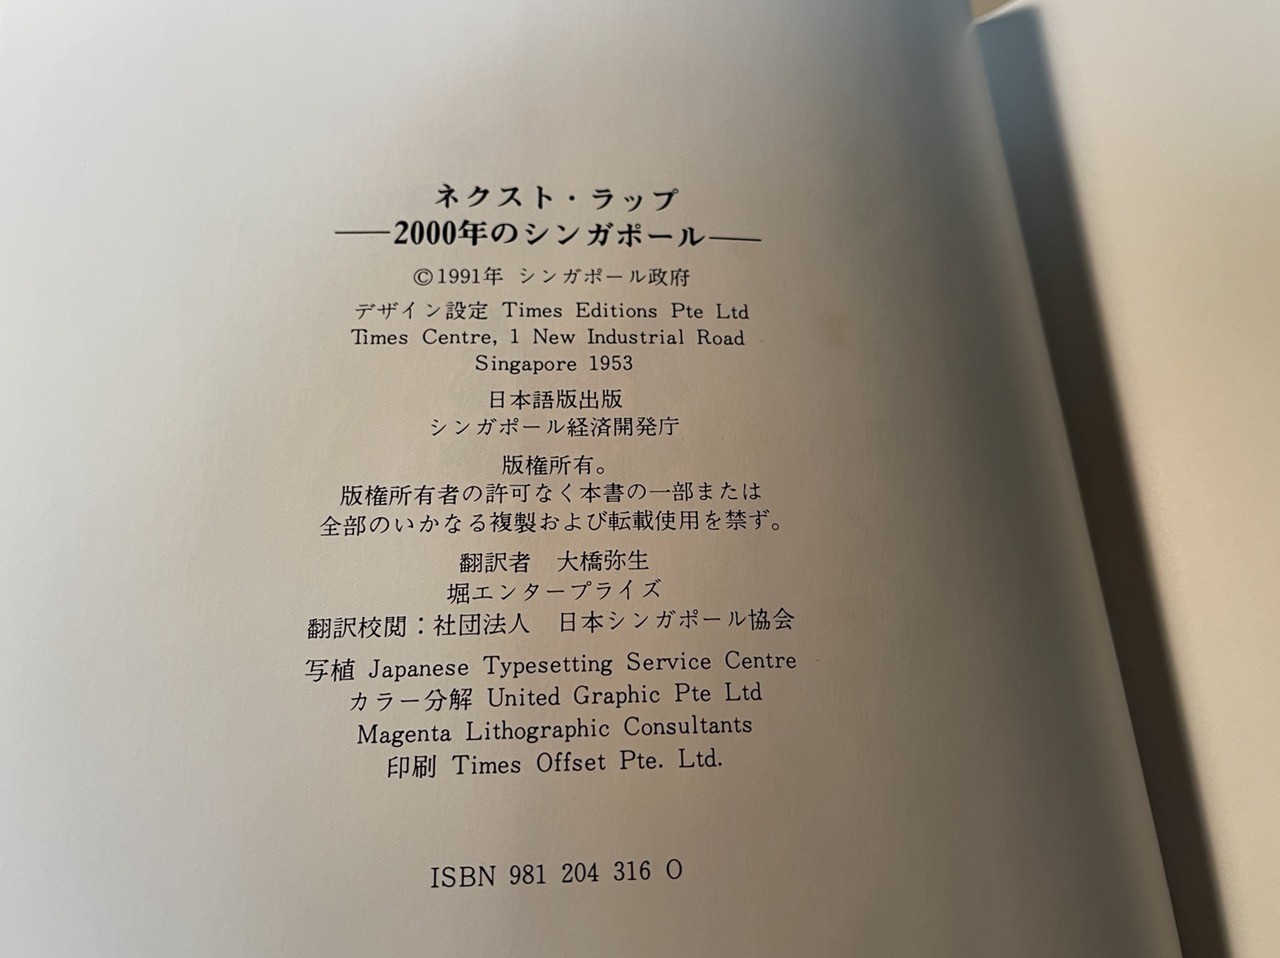 ネクスト・ラップ
——2000年のシンガポール——
©1991年 シンガポール政府
デザイン設定 Times Editions Pte Ltd
Times Centre, 1 New Industrial Road
Singapore 1953
日本語版出版
シンガポール経済開発庁
版権所有。
版権所有者の許可なく本書の一部または
全部のいかなる複製および転載使用を禁ず。
翻訳者　大橋弥生
堀エンタープライズ
翻訳校閲：社団法人　日本シンガポール協会
写植 Japanese Typesetting Service Centre
カラー分解 United Graphic Pte Ltd
Magenta Lithographic Consultants
印刷 Times Offset Pte. Ltd.
ISBN 981 204 316 0